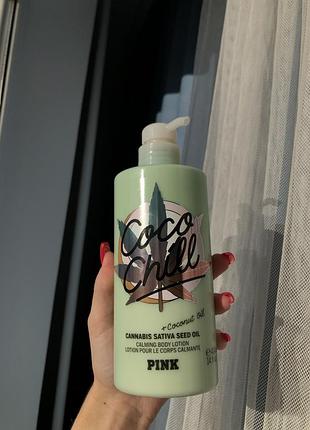 Coco
Chill
+ Coconut Oil
CANNABIS SATIVA SEED OIL
CALMING BODY LOTION
LOTION POUR LE CORPS CALMANTE
PINK